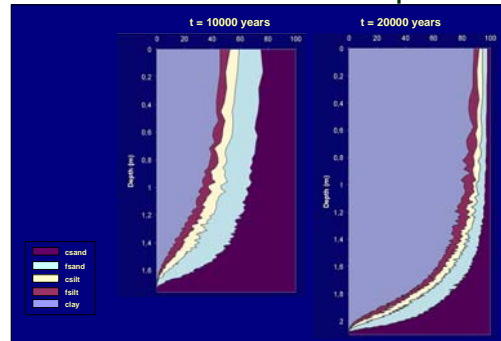 t = 10000 years
t = 20000 years
0 20 40 60 80 100
0 20 40 60 80 100
0
0,2
0,4
0,6
0,8
1
1,2
1,4
1,6
Depth (m)
0
0,2
0,4
0,6
0,8
1
1,2
1,4
1,6
1,8
2
Depth (m)
csand
fsand
csilt
fsilt
clay